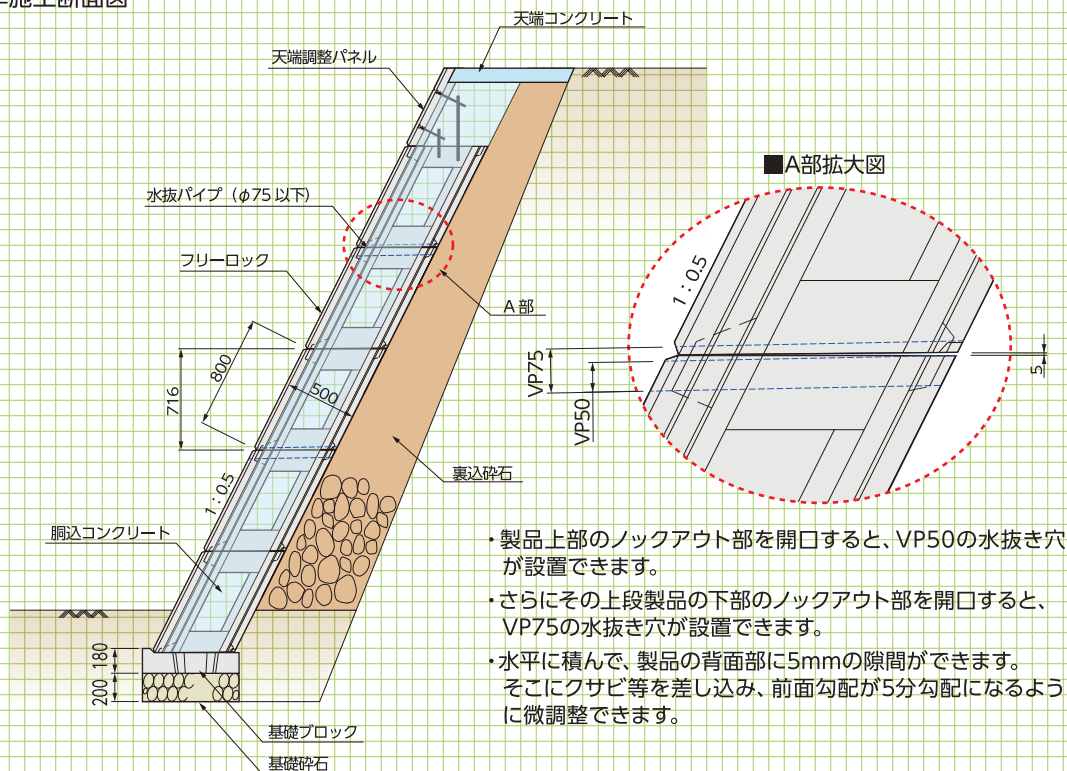 施工断面図
天端コンクリート
天端調整パネル
■A部拡大図
水抜パイプ（φ75 以下）
フリーロック
1：0.5
A 部
VP75
5
800
716
500
VP50
裏込砕石
1：0.5
胴込コンクリート
・製品上部のノックアウト部を開口すると、VP50の水抜き穴
が設置できます。
・さらにその上段製品の下部のノックアウト部を開口すると、
VP75の水抜き穴が設置できます。
・水平に積んで、製品の背面部に5mmの隙間ができます。
そこにクサビ等を差し込み、前面勾配が5分勾配になるよう
に微調整できます。
180
200
基礎ブロック
基礎砕石